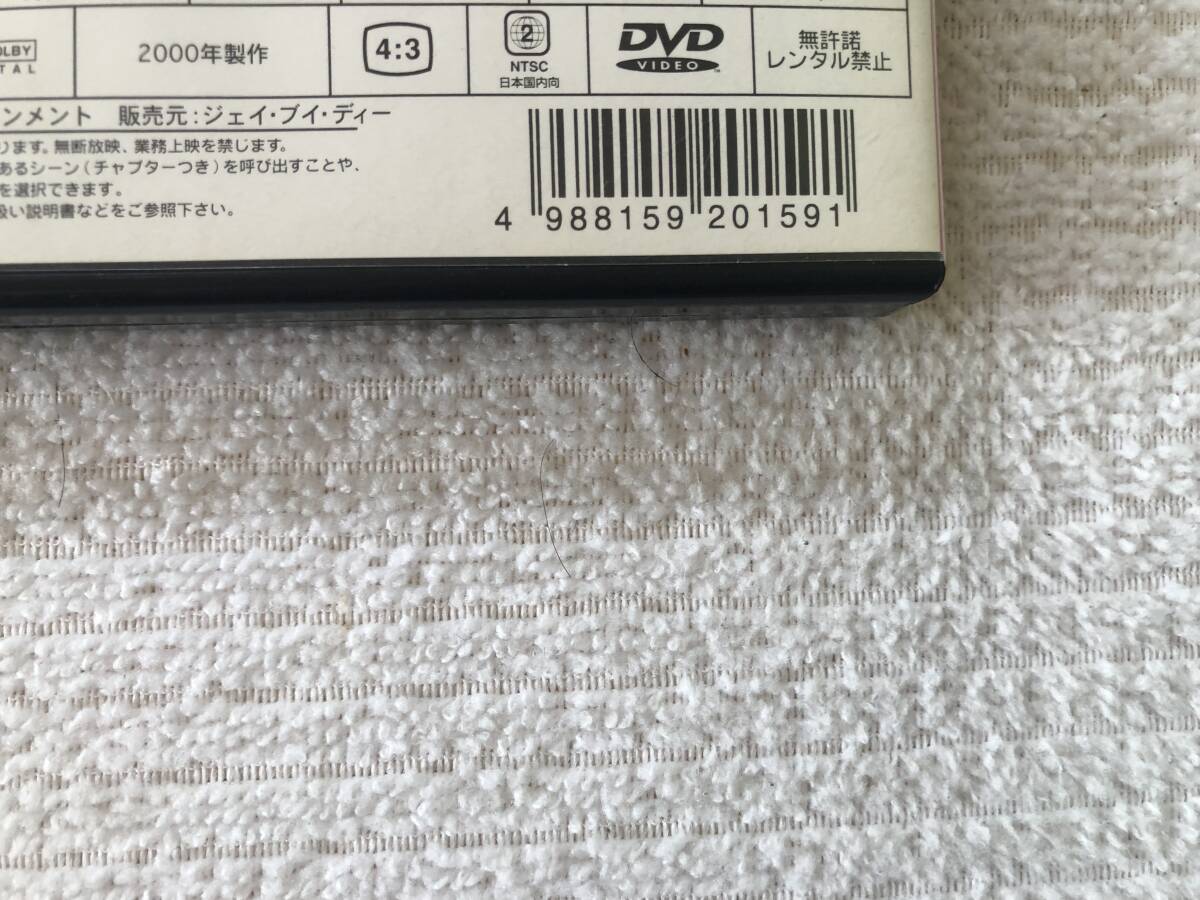 DOLBY
DIGITAL
2000年製作
4:3
2
NTSC
日本国内向
DVD
VIDEO
無許諾
レンタル禁止
ンメント 販売元:ジェイ・ブイ・ディー
ります。無断放映、業務上映を禁じます。
あるシーン(チャプターつき)を呼び出すことや、
を選択できます。
扱い説明書などをご参照下さい。
4 988159 201591